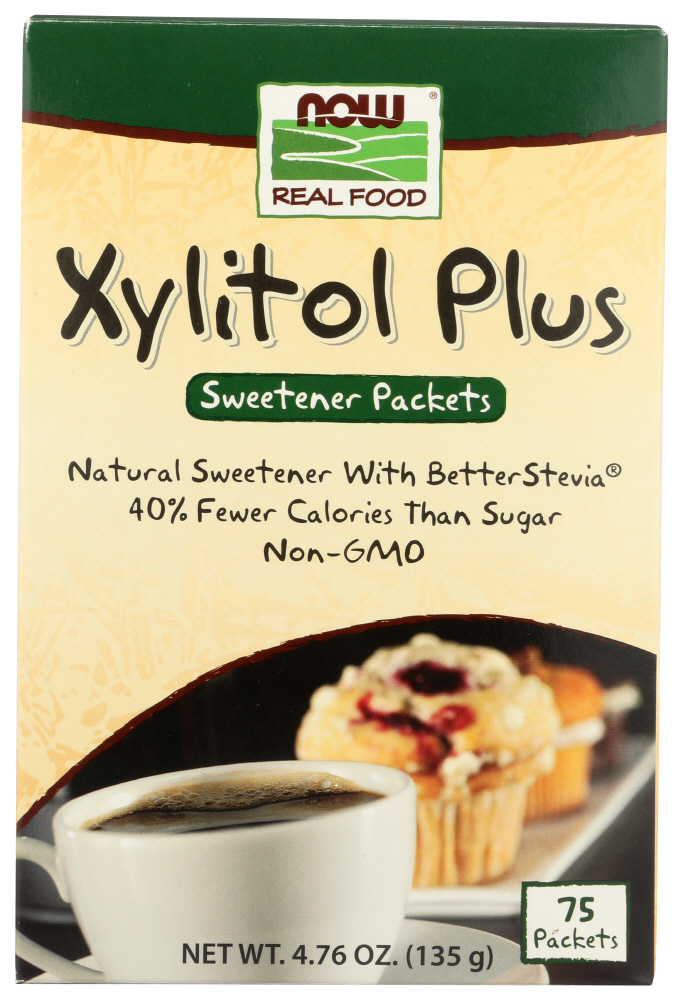 NOW®
REAL FOOD
Xylitol Plus
Sweetener Packets
Natural Sweetener With BetterStevia®
40% Fewer Calories Than Sugar
Non-GMO
75
Packets
NET WT. 4.76 OZ. (135 g)